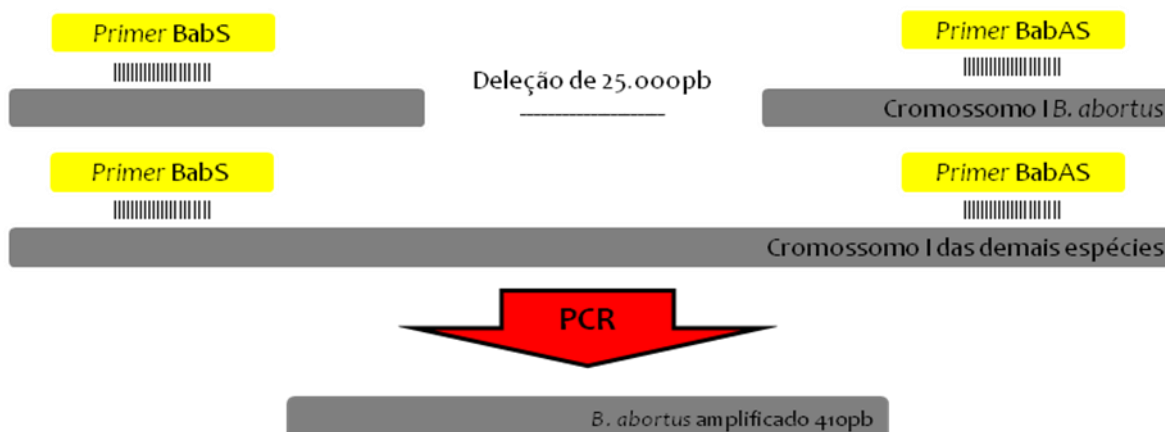 Primer BabS
Primer BabAS
Deleção de 25.000pb
Cromossomo I B. abortus
Primer BabS
Primer BabAS
Cromossomo I das demais espécies
PCR
B. abortus amplificado 410pb